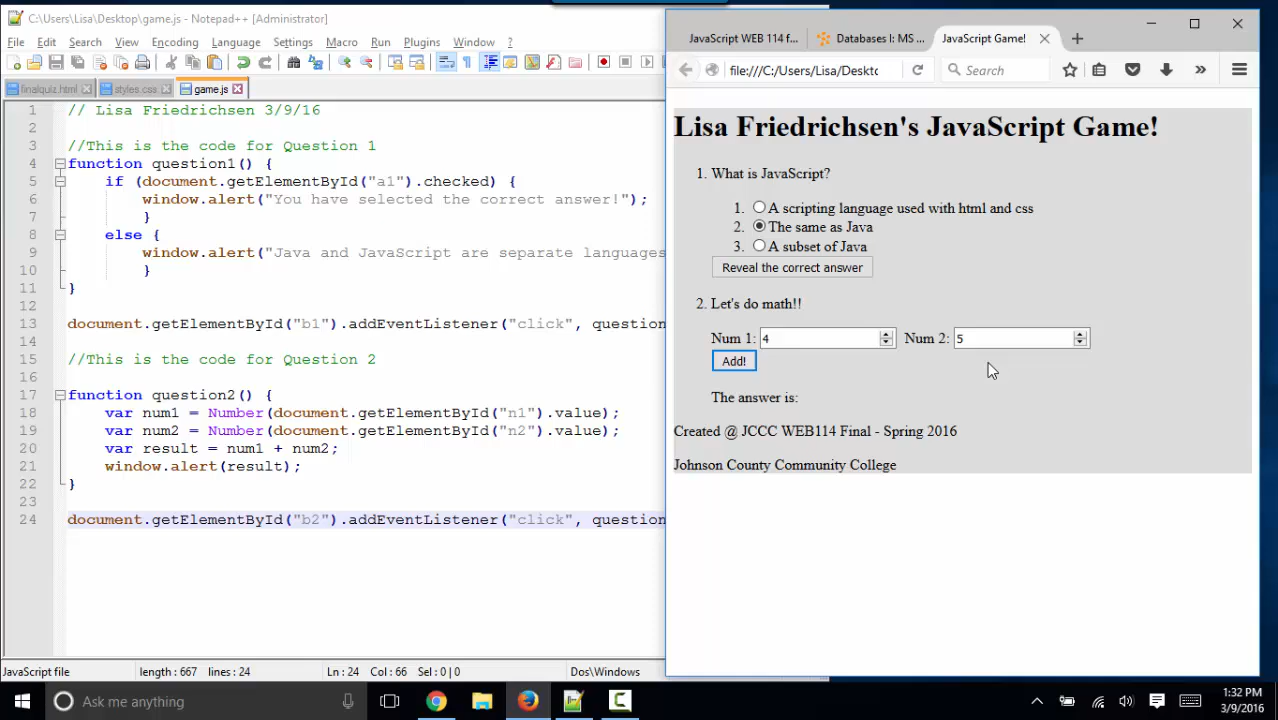 C:\Users\Lisa\Desktop\game.js - Notepad++ [Administrator]
File Edit Search View Encoding Language Settings Macro Run Plugins Window ?
finalquiz.html styles.css game.js
1 // Lisa Friedrichsen 3/9/16
2
3 //This is the code for Question 1
4 function question1() {
5 if (document.getElementById("a1").checked) {
6 window.alert("You have selected the correct answer!");
7 }
8 else {
9 window.alert("Java and JavaScript are separate languages
10 }
11 }
12
13 document.getElementById("b1").addEventListener("click", question
14
15 //This is the code for Question 2
16
17 function question2() {
18 var num1 = Number(document.getElementById("n1").value);
19 var num2 = Number(document.getElementById("n2").value);
20 var result = num1 + num2;
21 window.alert(result);
22 }
23
24 document.getElementById("b2").addEventListener("click", question
JavaScript file length : 667 lines : 24 Ln : 24 Col : 66 Sel : 0 | 0 Dos\Windows
JavaScript WEB 114 f... Databases I: MS ... JavaScript Game!
file:///C:/Users/Lisa/Deskto Search
Lisa Friedrichsen's JavaScript Game!
1. What is JavaScript?
1. A scripting language used with html and css
2. The same as Java
3. A subset of Java
Reveal the correct answer
2. Let's do math!!
Num 1: 4 Num 2: 5
Add!
The answer is:
Created @ JCCC WEB114 Final - Spring 2016
Johnson County Community College
Ask me anything
1:32 PM
3/9/2016